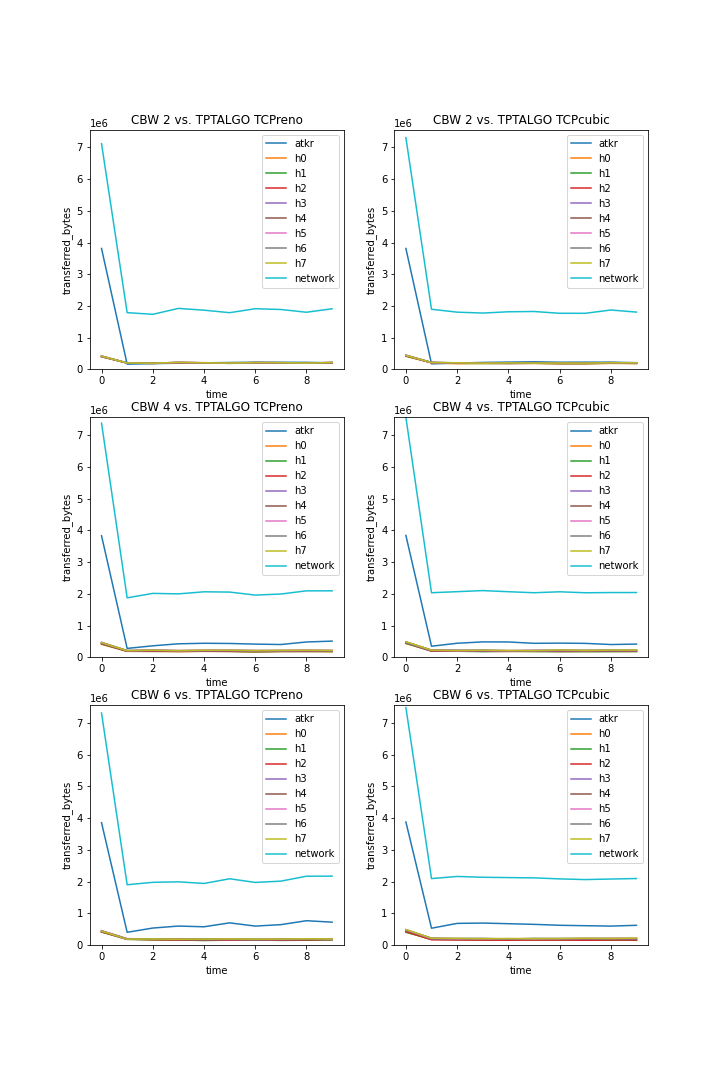 CBW 2 vs. TPTALGO TCPreno
1e6
transferred_bytes
7
6
5
4
3
2
1
0
0 2 4 6 8
time
atkr
h0
h1
h2
h3
h4
h5
h6
h7
network
CBW 2 vs. TPTALGO TCPcubic
1e6
transferred_bytes
7
6
5
4
3
2
1
0
0 2 4 6 8
time
atkr
h0
h1
h2
h3
h4
h5
h6
h7
network
CBW 4 vs. TPTALGO TCPreno
1e6
transferred_bytes
7
6
5
4
3
2
1
0
0 2 4 6 8
time
atkr
h0
h1
h2
h3
h4
h5
h6
h7
network
CBW 4 vs. TPTALGO TCPcubic
1e6
transferred_bytes
7
6
5
4
3
2
1
0
0 2 4 6 8
time
atkr
h0
h1
h2
h3
h4
h5
h6
h7
network
CBW 6 vs. TPTALGO TCPreno
1e6
transferred_bytes
7
6
5
4
3
2
1
0
0 2 4 6 8
time
atkr
h0
h1
h2
h3
h4
h5
h6
h7
network
CBW 6 vs. TPTALGO TCPcubic
1e6
transferred_bytes
7
6
5
4
3
2
1
0
0 2 4 6 8
time
atkr
h0
h1
h2
h3
h4
h5
h6
h7
network